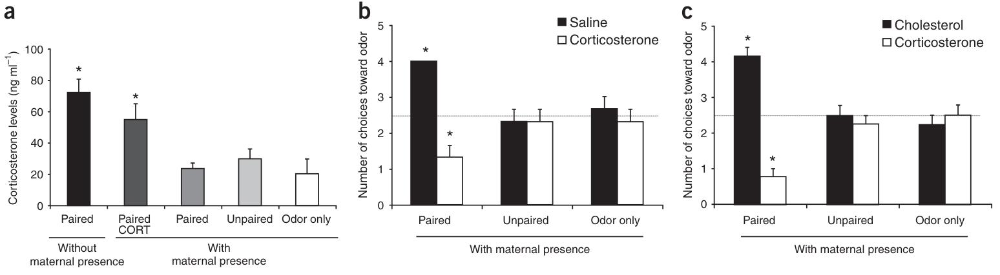 a
Corticosterone levels (ng ml⁻¹)
100
80
60
40
20
0
*
*
Paired
Paired
CORT
Paired
Unpaired
Odor only
Without
maternal presence
With
maternal presence
b
Number of choices toward odor
5
4
3
2
1
0
Saline
Corticosterone
*
*
Paired
Unpaired
Odor only
With maternal presence
c
Number of choices toward odor
5
4
3
2
1
0
Cholesterol
Corticosterone
*
*
Paired
Unpaired
Odor only
With maternal presence